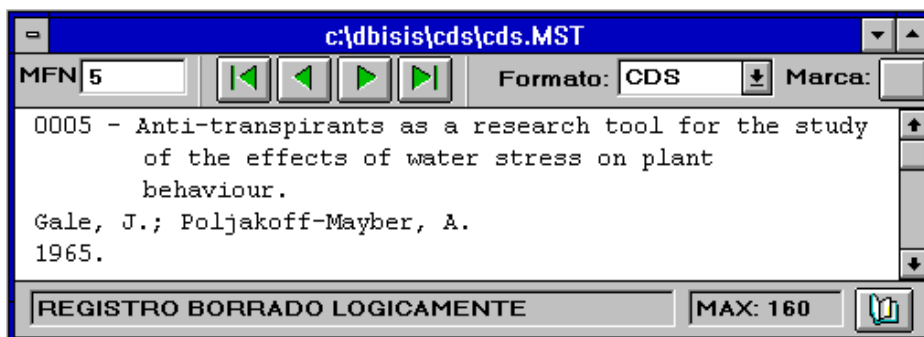 c:\dbisis\cds\cds.MST
MFN 5 Formato: CDS Marca:
0005 - Anti-transpirants as a research tool for the study
of the effects of water stress on plant
behaviour.
Gale, J.; Poljakoff-Mayber, A.
1965.
REGISTRO BORRADO LOGICAMENTE MAX: 160